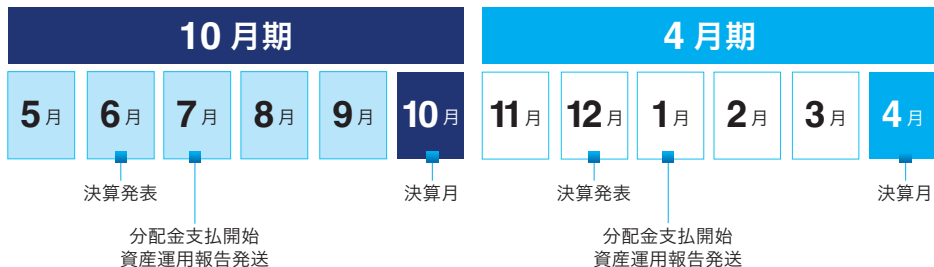 10月期
4月期
5月 6月 7月 8月 9月 10月
11月 12月 1月 2月 3月 4月
決算発表
決算月
決算発表
決算月
分配金支払開始
資産運用報告発送
分配金支払開始
資産運用報告発送